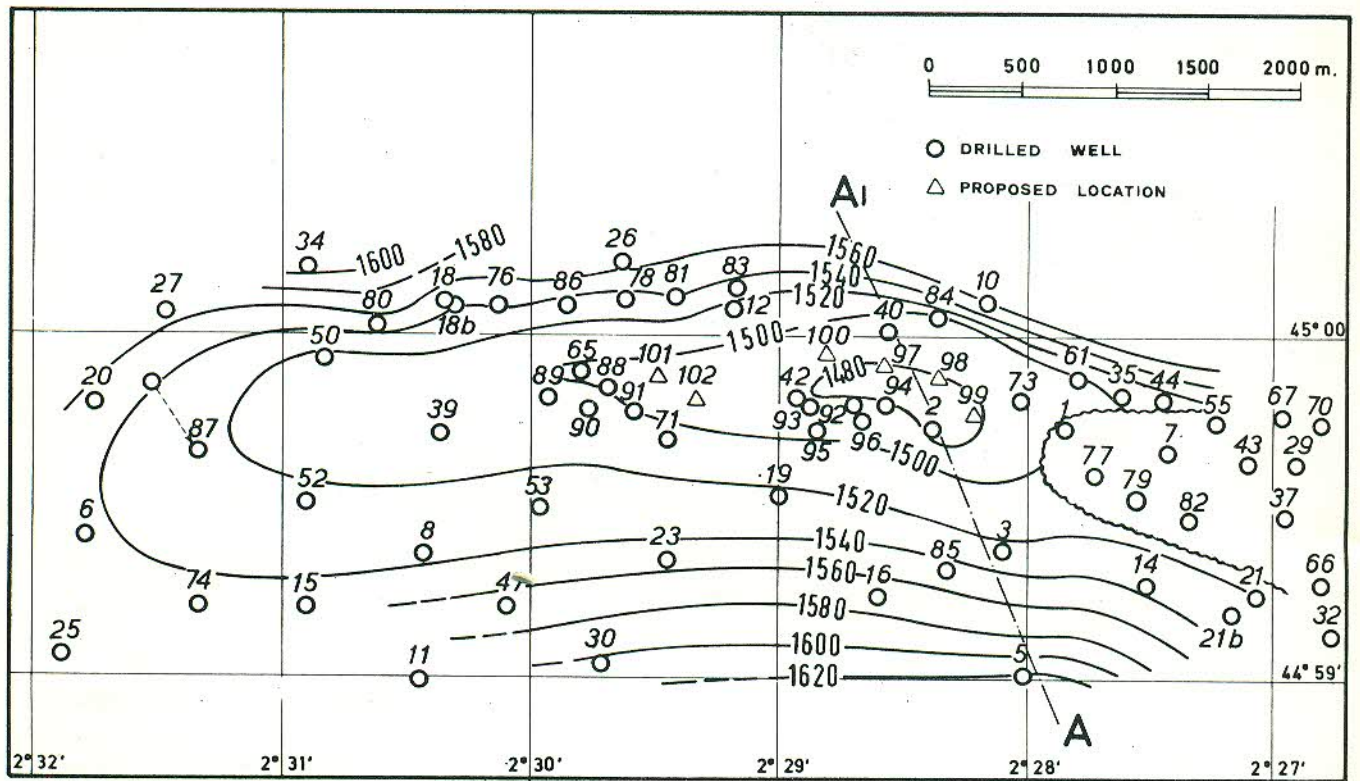 0 500 1000 1500 2000 m.
DRILLED WELL
PROPOSED LOCATION
A1
34 1600 1580 26 1560
27 18 76 86 78 81 83 1540 10
80 18b 12 1520 40 84
50 1500 100 45° 00
65 101 97 98 61
20 89 88 102 42 1480 94 99 73 35 44
91 2 55 67 70
39 90 71 93 92 1
87 95 96 1500 7 43 29
77
52 53 19 1520 79 82 37
6 8 23 1540 85 3
74 15 47 1560 16 14 21 66
1580 21b 32
25 11 30 1600 5
1620 44° 59'
A
2° 32' 2° 31' 2° 30' 2° 29' 2° 28' 2° 27'